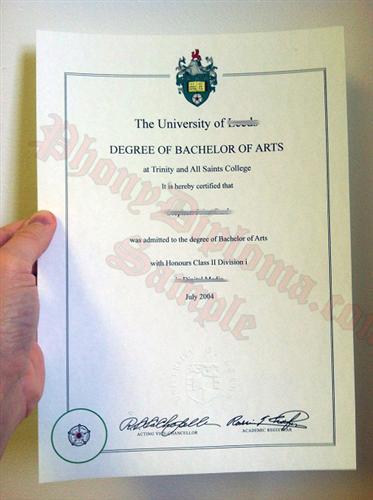 The University of Leeds
DEGREE OF BACHELOR OF ARTS
at Trinity and All Saints College
It is hereby certified that
was admitted to the degree of Bachelor of Arts
with Honours Class II Division i
in Digital Media
July 2004
PhonyDiploma.com
Sample
ACTING VICE-CHANCELLOR
ACADEMIC REGISTRAR